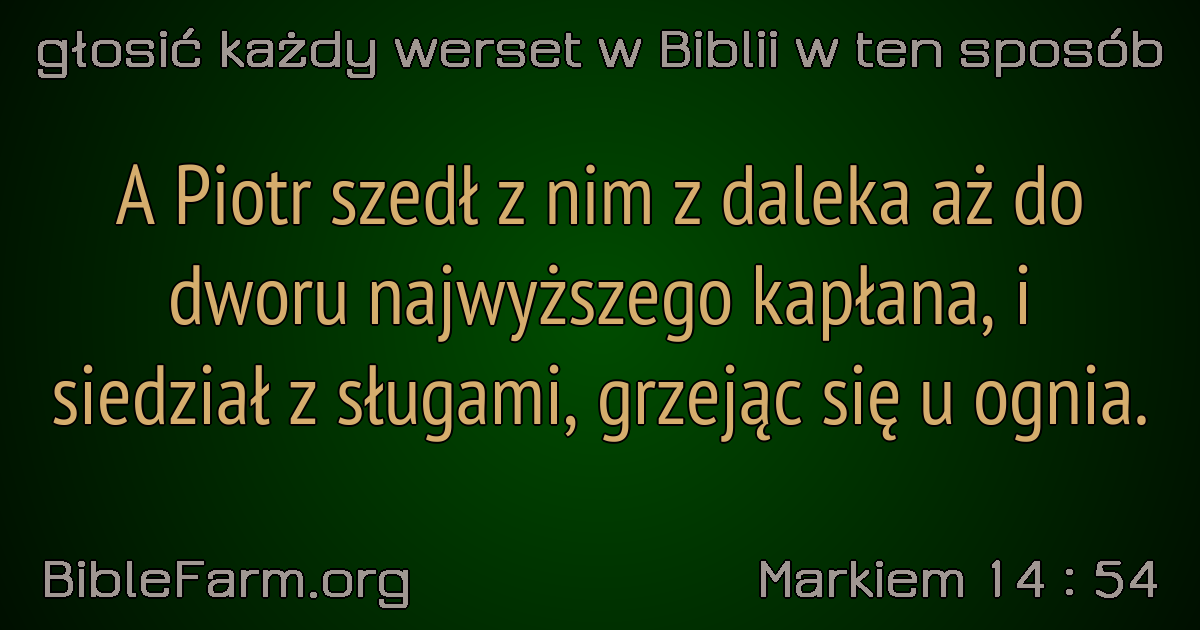 głosić każdy werset w Biblii w ten sposób
A Piotr szedł z nim z daleka aż do
dworu najwyższego kapłana, i
siedział z sługami, grzejąc się u ognia.
BibleFarm.org
Markiem 14 : 54